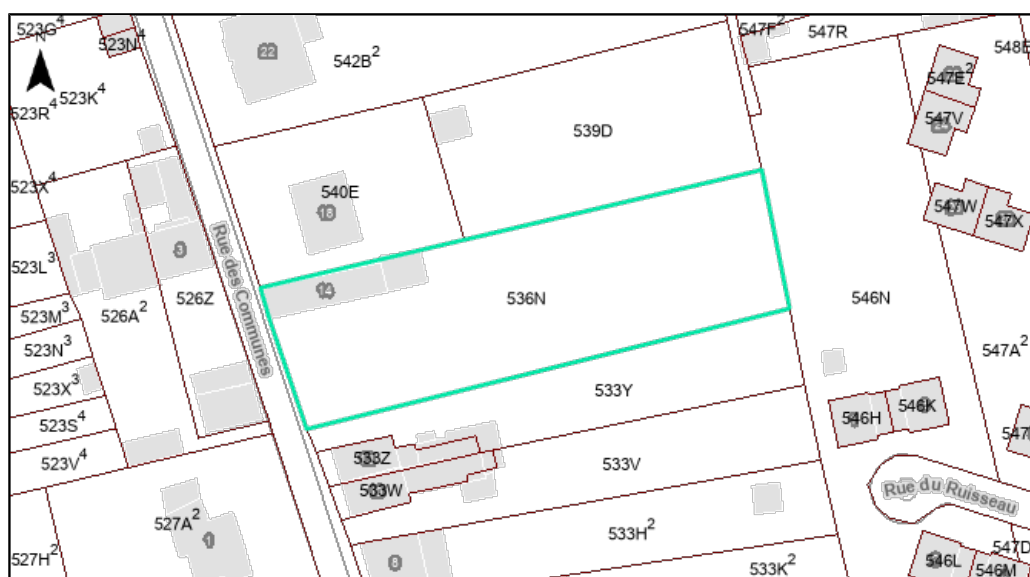 523G⁴
523N⁴
N
22
542B²
547F²
547R
548E
547E²
523R⁴
523K⁴
547V
539D
523X⁴
540E
18
547W
547X
Rue des Communes
3
523L³
526Z
14
536N
546N
526A²
523M³
523N³
547A²
523X³
533Y
523S⁴
546H
546K
523V⁴
533Z
533V
533W
Rue du Ruisseau
527A²
1
533H²
527H²
8
533K²
547D
546L
546M